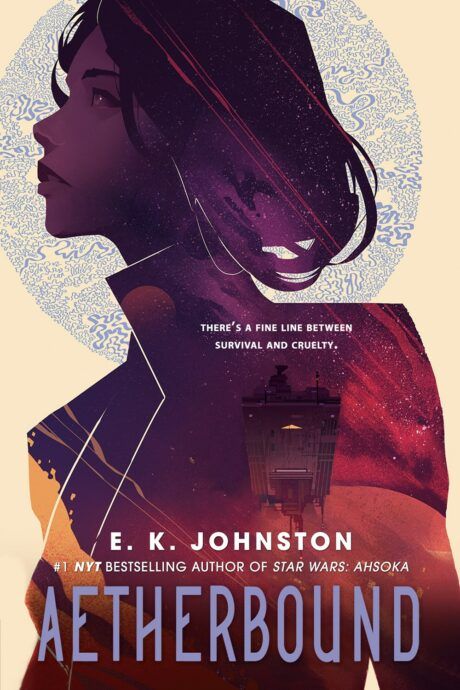 THERE'S A FINE LINE BETWEEN
SURVIVAL AND CRUELTY.
E. K. JOHNSTON
#1 NYT BESTSELLING AUTHOR OF STAR WARS: AHSOKA
AETHERBOUND